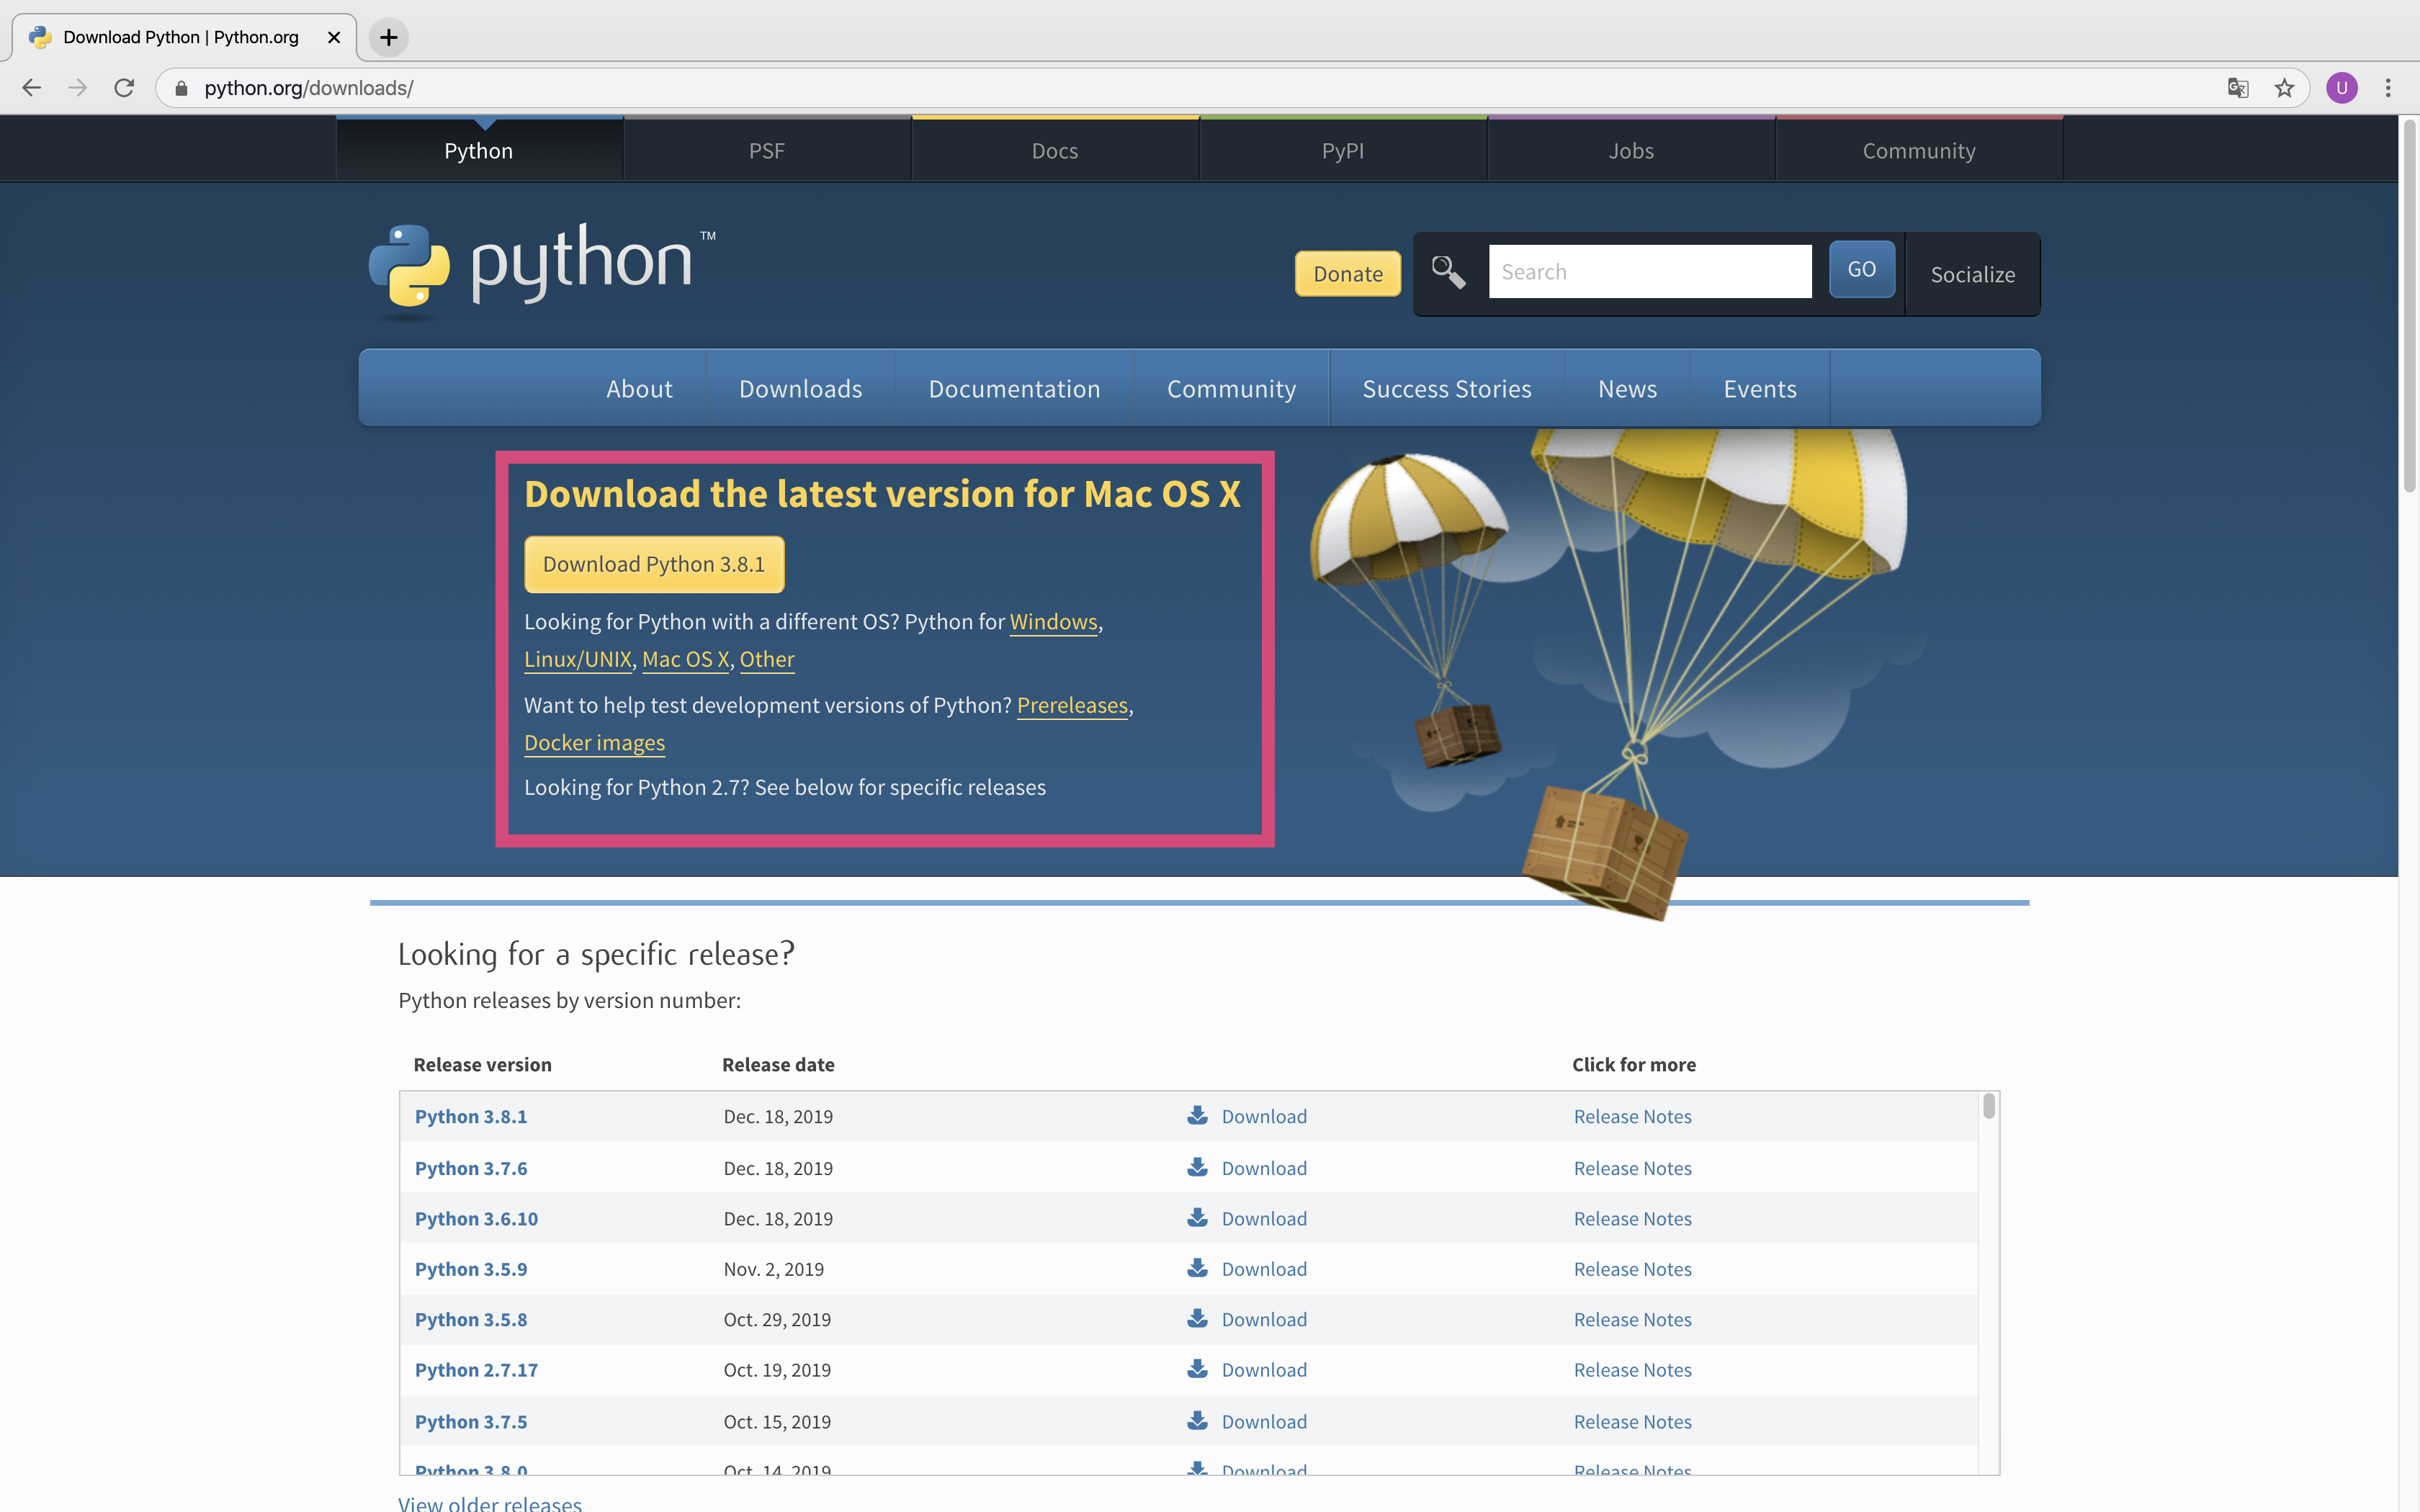 Download Python | Python.org
python.org/downloads/
U
Python PSF Docs PyPI Jobs Community
python TM
Donate Search GO Socialize
About Downloads Documentation Community Success Stories News Events
Download the latest version for Mac OS X
Download Python 3.8.1
Looking for Python with a different OS? Python for Windows,
Linux/UNIX, Mac OS X, Other
Want to help test development versions of Python? Prereleases,
Docker images
Looking for Python 2.7? See below for specific releases
Looking for a specific release?
Python releases by version number:
Release version Release date Click for more
Python 3.8.1 Dec. 18, 2019 Download Release Notes
Python 3.7.6 Dec. 18, 2019 Download Release Notes
Python 3.6.10 Dec. 18, 2019 Download Release Notes
Python 3.5.9 Nov. 2, 2019 Download Release Notes
Python 3.5.8 Oct. 29, 2019 Download Release Notes
Python 2.7.17 Oct. 19, 2019 Download Release Notes
Python 3.7.5 Oct. 15, 2019 Download Release Notes
Python 3.8.0 Oct. 14, 2019 Download Release Notes
View older releases